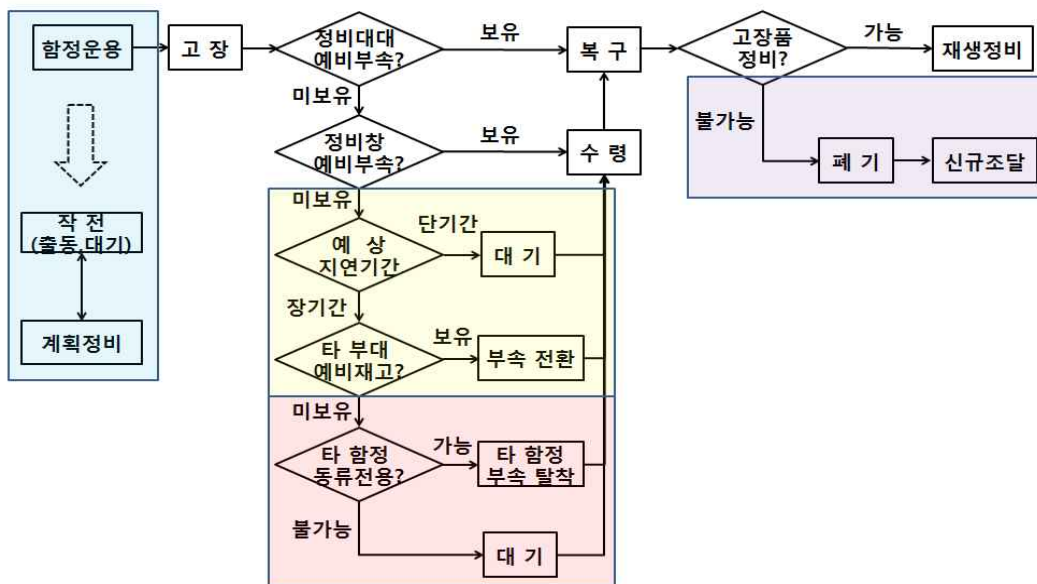 함정운용
고 장
정비대대
예비부속?
보유
복 구
고장품
정비?
가능
재생정비
미보유
불가능
정비창
예비부속?
보유
수 령
폐 기
신규조달
미보유
작 전
(출동,대기)
예 상
지연기간
단기간
대 기
장기간
계획정비
타 부대
예비재고?
보유
부속 전환
미보유
타 함정
동류전용?
가능
타 함정
부속 탈착
불가능
대 기